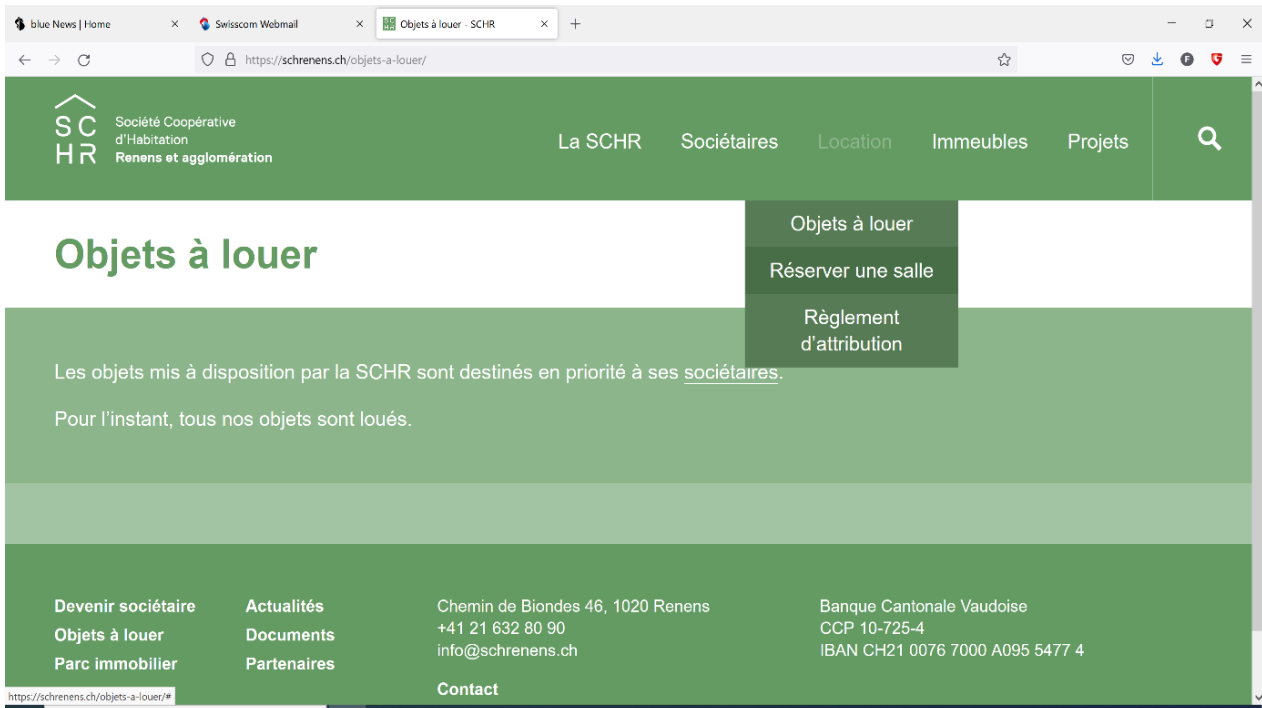 blue News | Home
Swisscom Webmail
Objets à louer - SCHR
https://schrenens.ch/objets-a-louer/
SC
HR
Société Coopérative
d'Habitation
Renens et agglomération
La SCHR
Sociétaires
Location
Immeubles
Projets
Objets à louer
Réserver une salle
Règlement
d'attribution
Objets à louer
Les objets mis à disposition par la SCHR sont destinés en priorité à ses sociétaires.
Pour l'instant, tous nos objets sont loués.
Devenir sociétaire
Objets à louer
Parc immobilier
Actualités
Documents
Partenaires
Chemin de Biondes 46, 1020 Renens
+41 21 632 80 90
info@schrenens.ch
Contact
Banque Cantonale Vaudoise
CCP 10-725-4
IBAN CH21 0076 7000 A095 5477 4
https://schrenens.ch/objets-a-louer/#